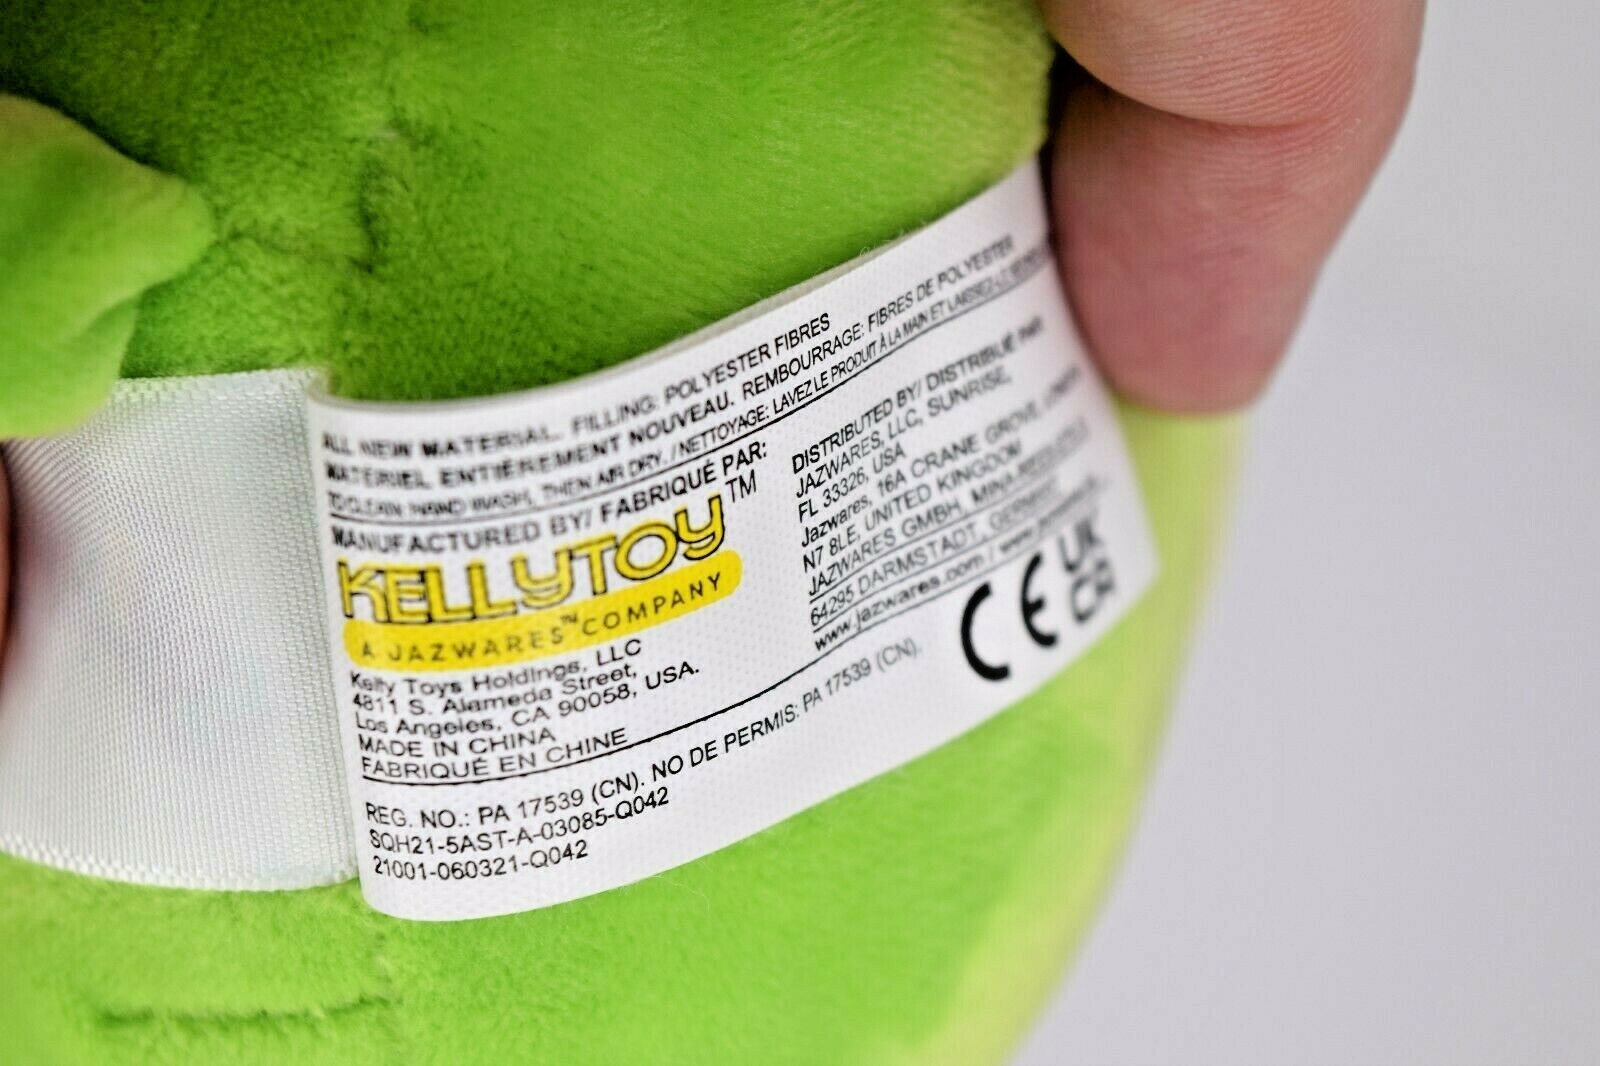 ALL NEW MATERIAL. FILLING: POLYESTER FIBRES
MATERIEL ENTIÈREMENT NOUVEAU. REMBOURRAGE: FIBRES DE POLYESTER
TO CLEAN: HAND WASH, THEN AIR DRY. / NETTOYAGE: LAVEZ LE PRODUIT À LA MAIN ET LAISSEZ-LE
MANUFACTURED BY/ FABRIQUÉ PAR:
KELLYTOY™
A JAZWARES™ COMPANY
Kelly Toys Holdings, LLC
4811 S. Alameda Street,
Los Angeles, CA 90058, USA.
MADE IN CHINA
FABRIQUÉ EN CHINE
DISTRIBUTED BY/ DISTRIBUÉ PAR:
JAZWARES, LLC, SUNRISE,
FL 33326, USA
Jazwares, 16A CRANE GROVE, LONDON
N7 8LE, UNITED KINGDOM
JAZWARES GMBH,
64295 DARMSTADT, GERMANY
www.jazwares.com /
CE UK
CA
REG. NO.: PA 17539 (CN). NO DE PERMIS: PA 17539 (CN).
SQH21-5AST-A-03085-Q042
21001-060321-Q042